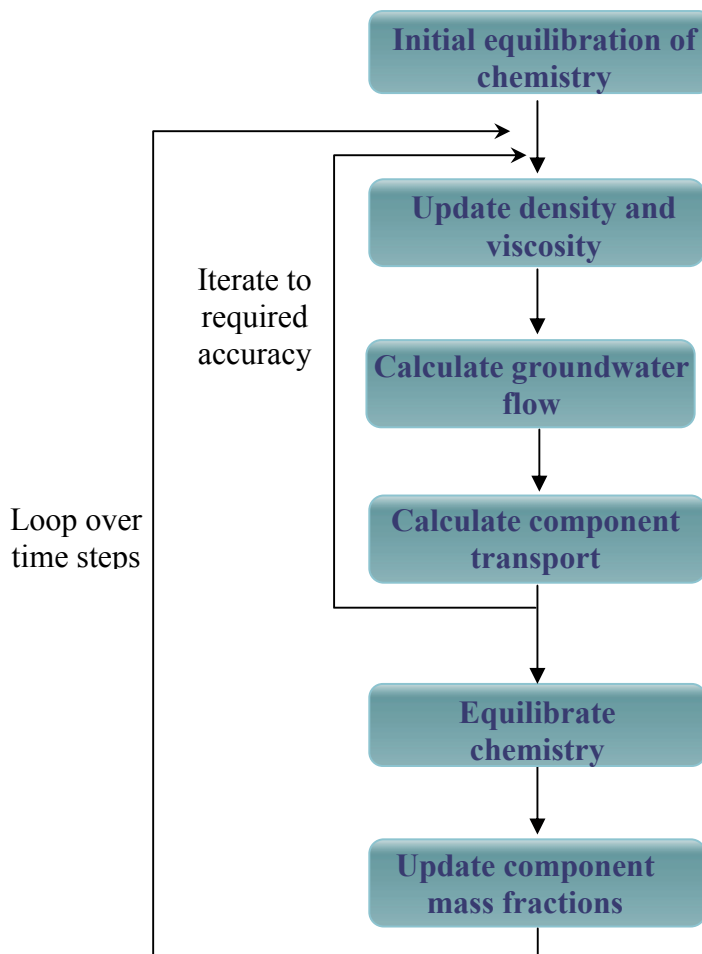 Initial equilibration of
chemistry
Update density and
viscosity
Iterate to
required
accuracy
Calculate groundwater
flow
Loop over
time steps
Calculate component
transport
Equilibrate
chemistry
Update component
mass fractions